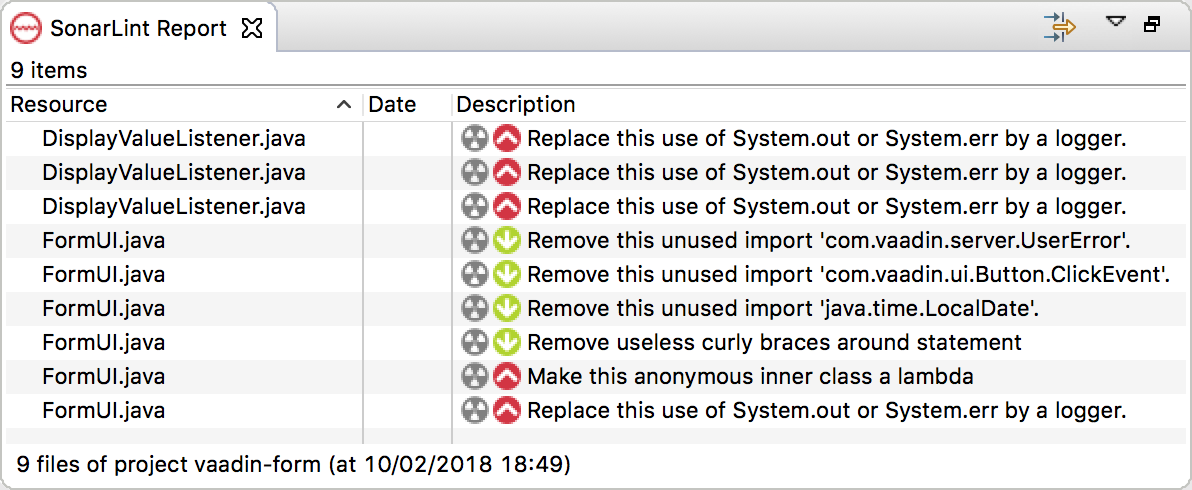 SonarLint Report
9 items
Resource Date Description
DisplayValueListener.java Replace this use of System.out or System.err by a logger.
DisplayValueListener.java Replace this use of System.out or System.err by a logger.
DisplayValueListener.java Replace this use of System.out or System.err by a logger.
FormUI.java Remove this unused import 'com.vaadin.server.UserError'.
FormUI.java Remove this unused import 'com.vaadin.ui.Button.ClickEvent'.
FormUI.java Remove this unused import 'java.time.LocalDate'.
FormUI.java Remove useless curly braces around statement
FormUI.java Make this anonymous inner class a lambda
FormUI.java Replace this use of System.out or System.err by a logger.
9 files of project vaadin-form (at 10/02/2018 18:49)